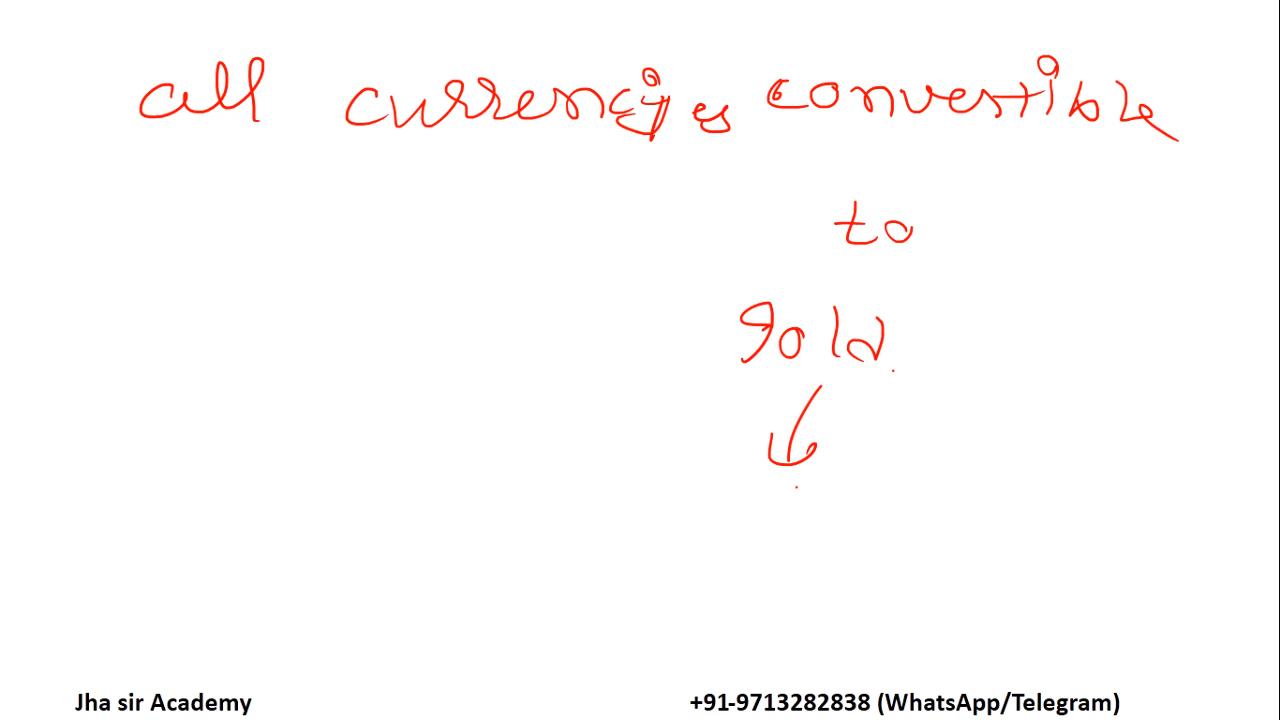 all currencies convertible
to
gold
Jha sir Academy
+91-9713282838 (WhatsApp/Telegram)